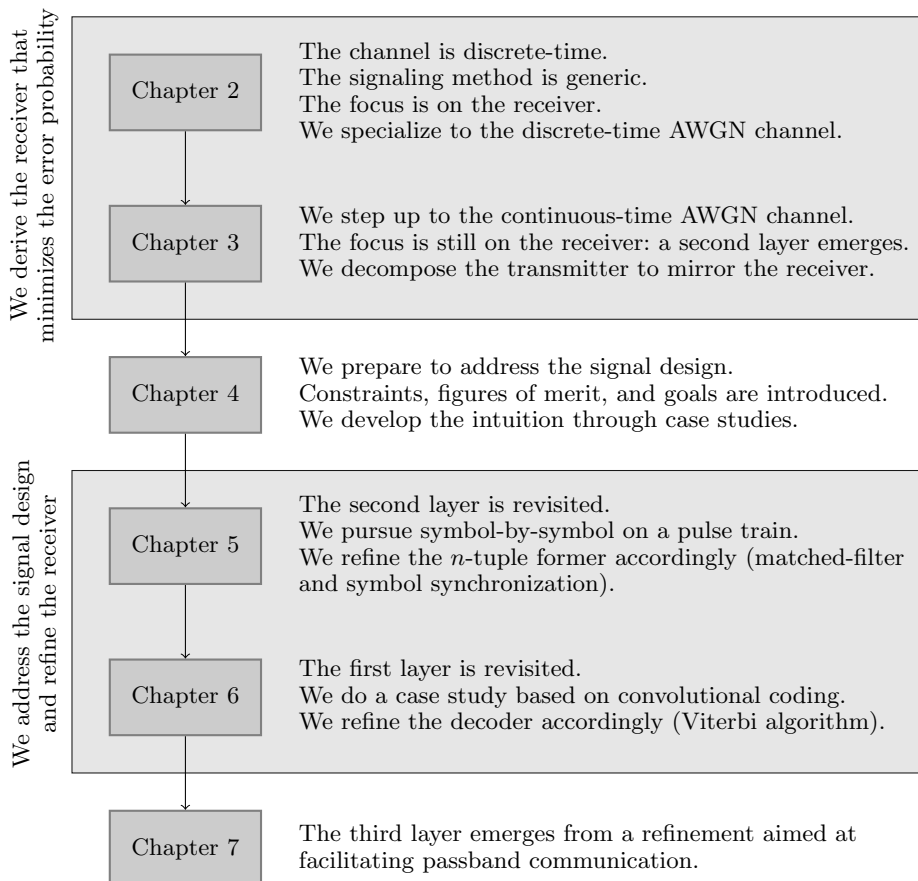 We derive the receiver that
minimizes the error probability
Chapter 2
The channel is discrete-time.
The signaling method is generic.
The focus is on the receiver.
We specialize to the discrete-time AWGN channel.
Chapter 3
We step up to the continuous-time AWGN channel.
The focus is still on the receiver: a second layer emerges.
We decompose the transmitter to mirror the receiver.
Chapter 4
We prepare to address the signal design.
Constraints, figures of merit, and goals are introduced.
We develop the intuition through case studies.
We address the signal design
and refine the receiver
Chapter 5
The second layer is revisited.
We pursue symbol-by-symbol on a pulse train.
We refine the n-tuple former accordingly (matched-filter
and symbol synchronization).
Chapter 6
The first layer is revisited.
We do a case study based on convolutional coding.
We refine the decoder accordingly (Viterbi algorithm).
Chapter 7
The third layer emerges from a refinement aimed at
facilitating passband communication.